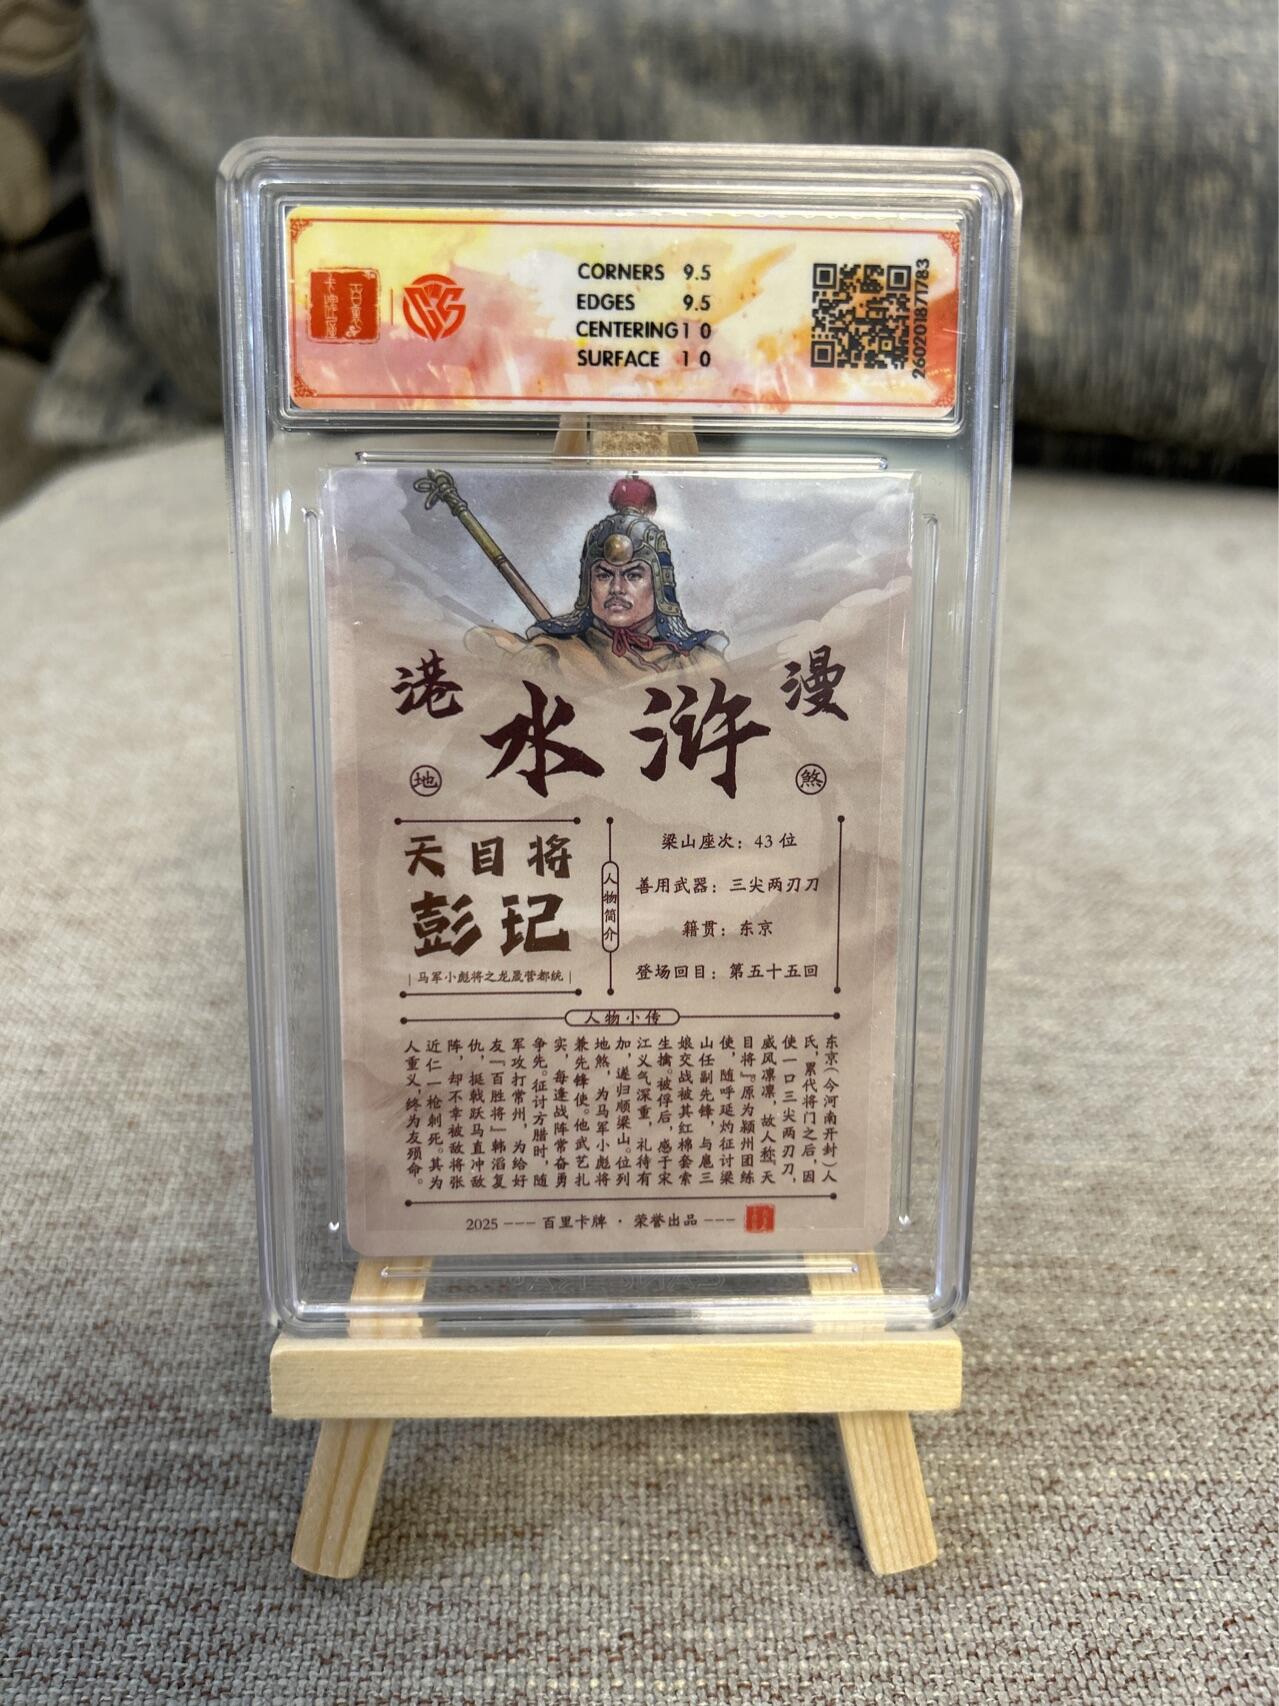 CORNERS 9.5
EDGES 9.5
CENTERING 10
SURFACE 10
260201871783
港
水浒
漫
地
煞
天目将
彭玘
马军小彪将之龙晟营都统
人物简介
梁山座次：43 位
善用武器：三尖两刃刀
籍贯：东京
登场回目：第五十五回
人物小传
东京(今河南开封)人
氏，累代将门之后，因
使一口三尖两刃刀，
威风凛凛，故人称『天
目将』。原为颍州团练
使，随呼延灼征讨梁
山任副先锋，与扈三
娘交战被其红棉套索
生擒。被俘后，感于宋
江义气深重，礼待有
加，遂归顺梁山。位列
地煞，为马军小彪将
兼先锋使。他武艺扎
实，每逢战阵常奋勇
争先。征讨方腊时，随
军攻打常州，为给好
友『百胜将』韩滔复
仇，挺戟跃马直冲敌
阵，却不幸被敌将张
近仁一枪刺死。其为
人重义，终为友殒命。
2025 --- 百里卡牌 · 荣誉出品 ---